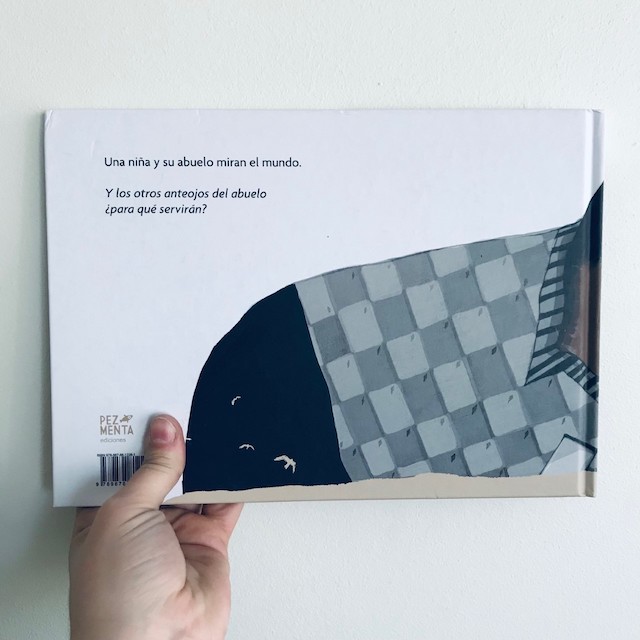 Una niña y su abuelo miran el mundo.
Y los otros anteojos del abuelo
¿para qué servirán?
PEZ
MENTA
ediciones